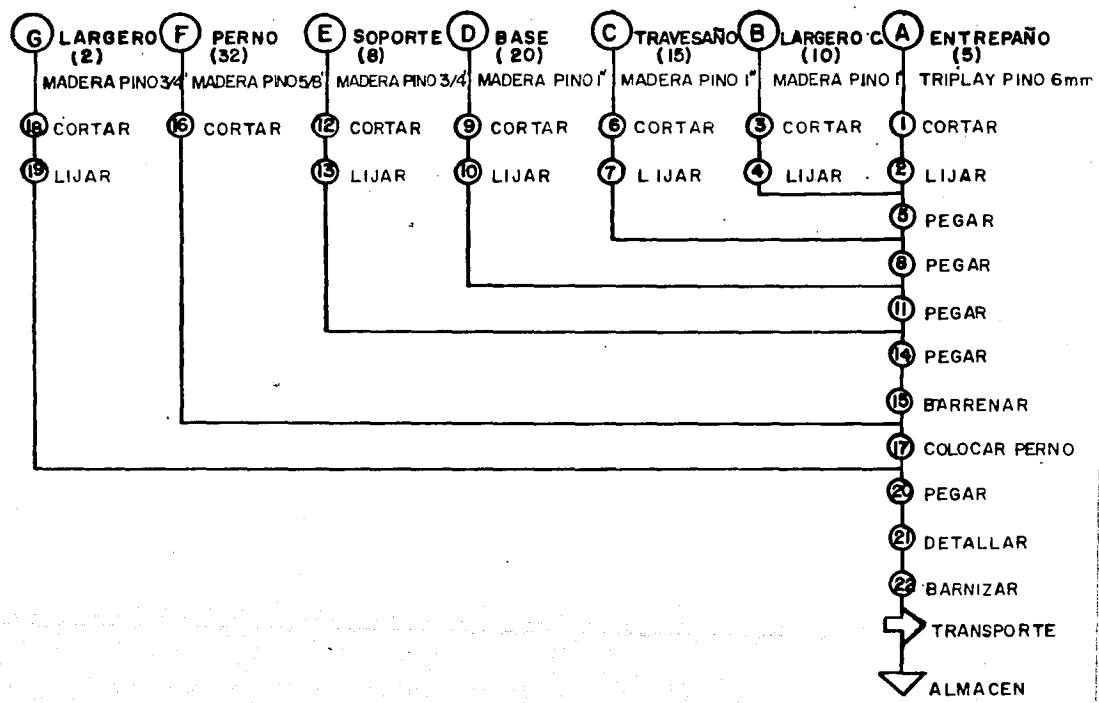 G LARGERO F PERNO E SOPORTE D BASE C TRAVESAÑO B LARGERO C. A ENTREPAÑO
(2) (32) (8) (20) (15) (10) (5)
MADERA PINO 3/4' MADERA PINO 5/8' MADERA PINO 3/4' MADERA PINO 1" MADERA PINO 1" MADERA PINO 1" TRIPLAY PINO 6mm
18 CORTAR 16 CORTAR 12 CORTAR 9 CORTAR 6 CORTAR 3 CORTAR 1 CORTAR
19 LIJAR 13 LIJAR 10 LIJAR 7 LIJAR 4 LIJAR 2 LIJAR
5 PEGAR
8 PEGAR
11 PEGAR
14 PEGAR
15 BARRENAR
17 COLOCAR PERNO
20 PEGAR
21 DETALLAR
22 BARNIZAR
TRANSPORTE
ALMACEN